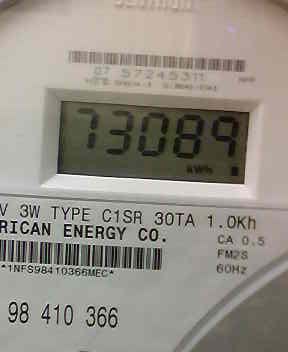 07 57245311
73089
kWh
V 3W TYPE C1SR 30TA 1.0Kh
RICAN ENERGY CO.
CA 0.5
FM2S
60Hz
*1NFS98410366MEC*
98 410 366